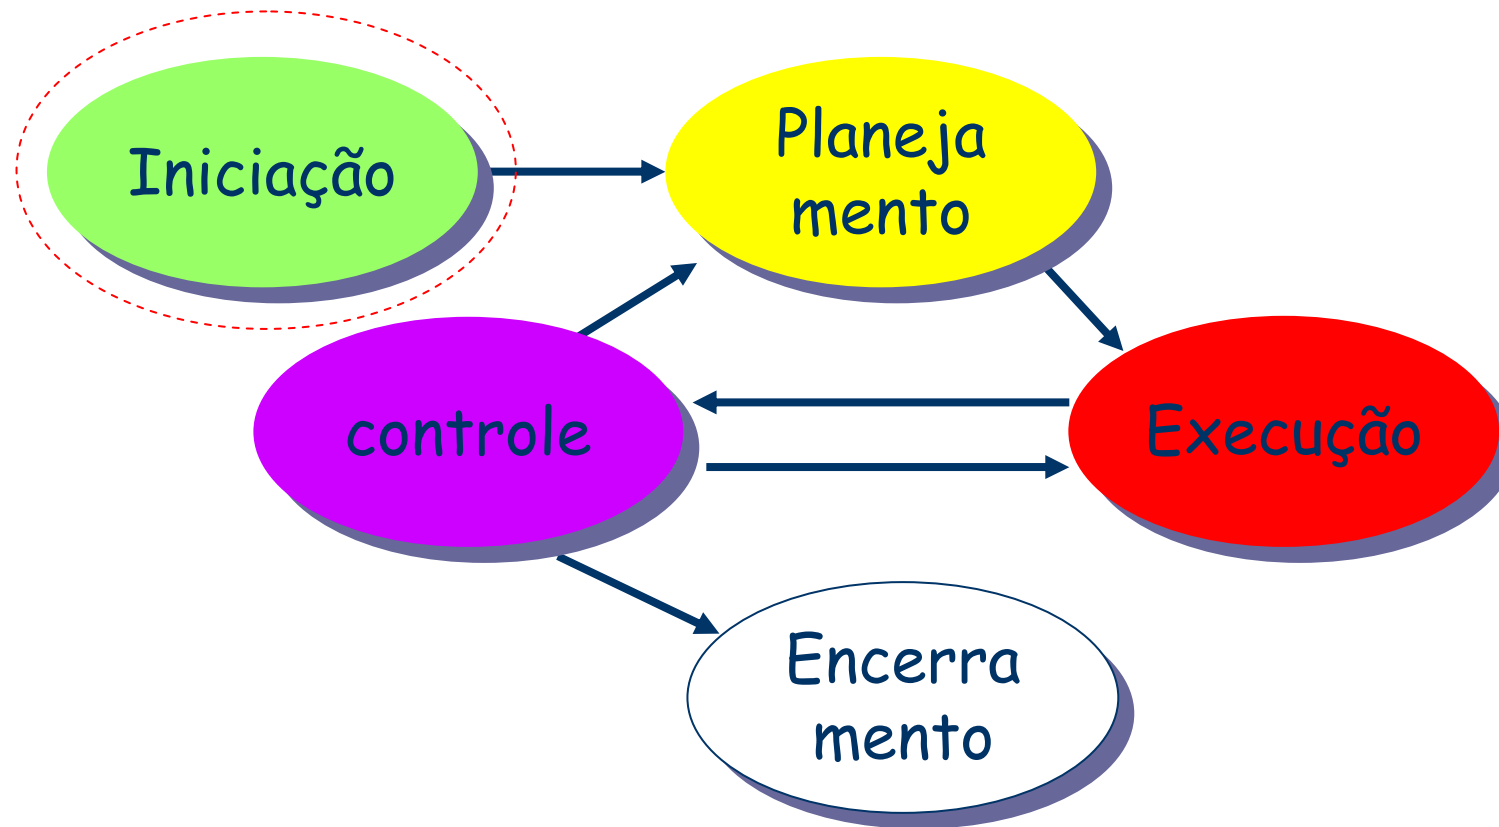 Iniciação
Planeja
mento
controle
Execução
Encerra
mento